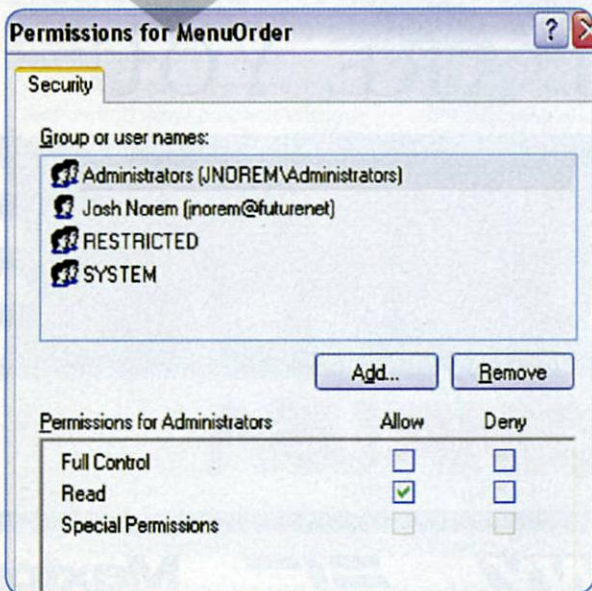 Permissions for MenuOrder
Security
Group or user names:
Administrators (JNOREM\Administrators)
Josh Norem (jnorem@futurenet)
RESTRICTED
SYSTEM
Add... Remove
Permissions for Administrators Allow Deny
Full Control
Read
Special Permissions